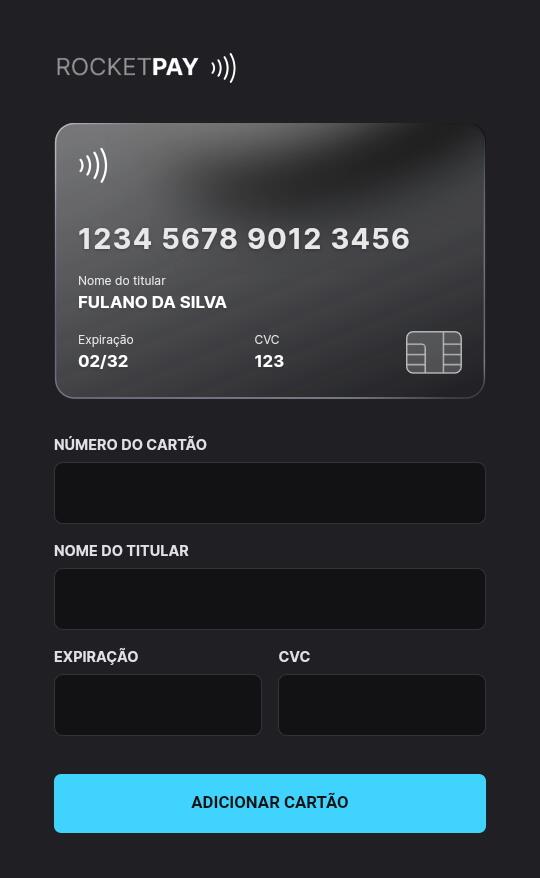 ROCKETPAY
1234 5678 9012 3456
Nome do titular
FULANO DA SILVA
Expiração CVC
02/32 123
NÚMERO DO CARTÃO
NOME DO TITULAR
EXPIRAÇÃO CVC
ADICIONAR CARTÃO